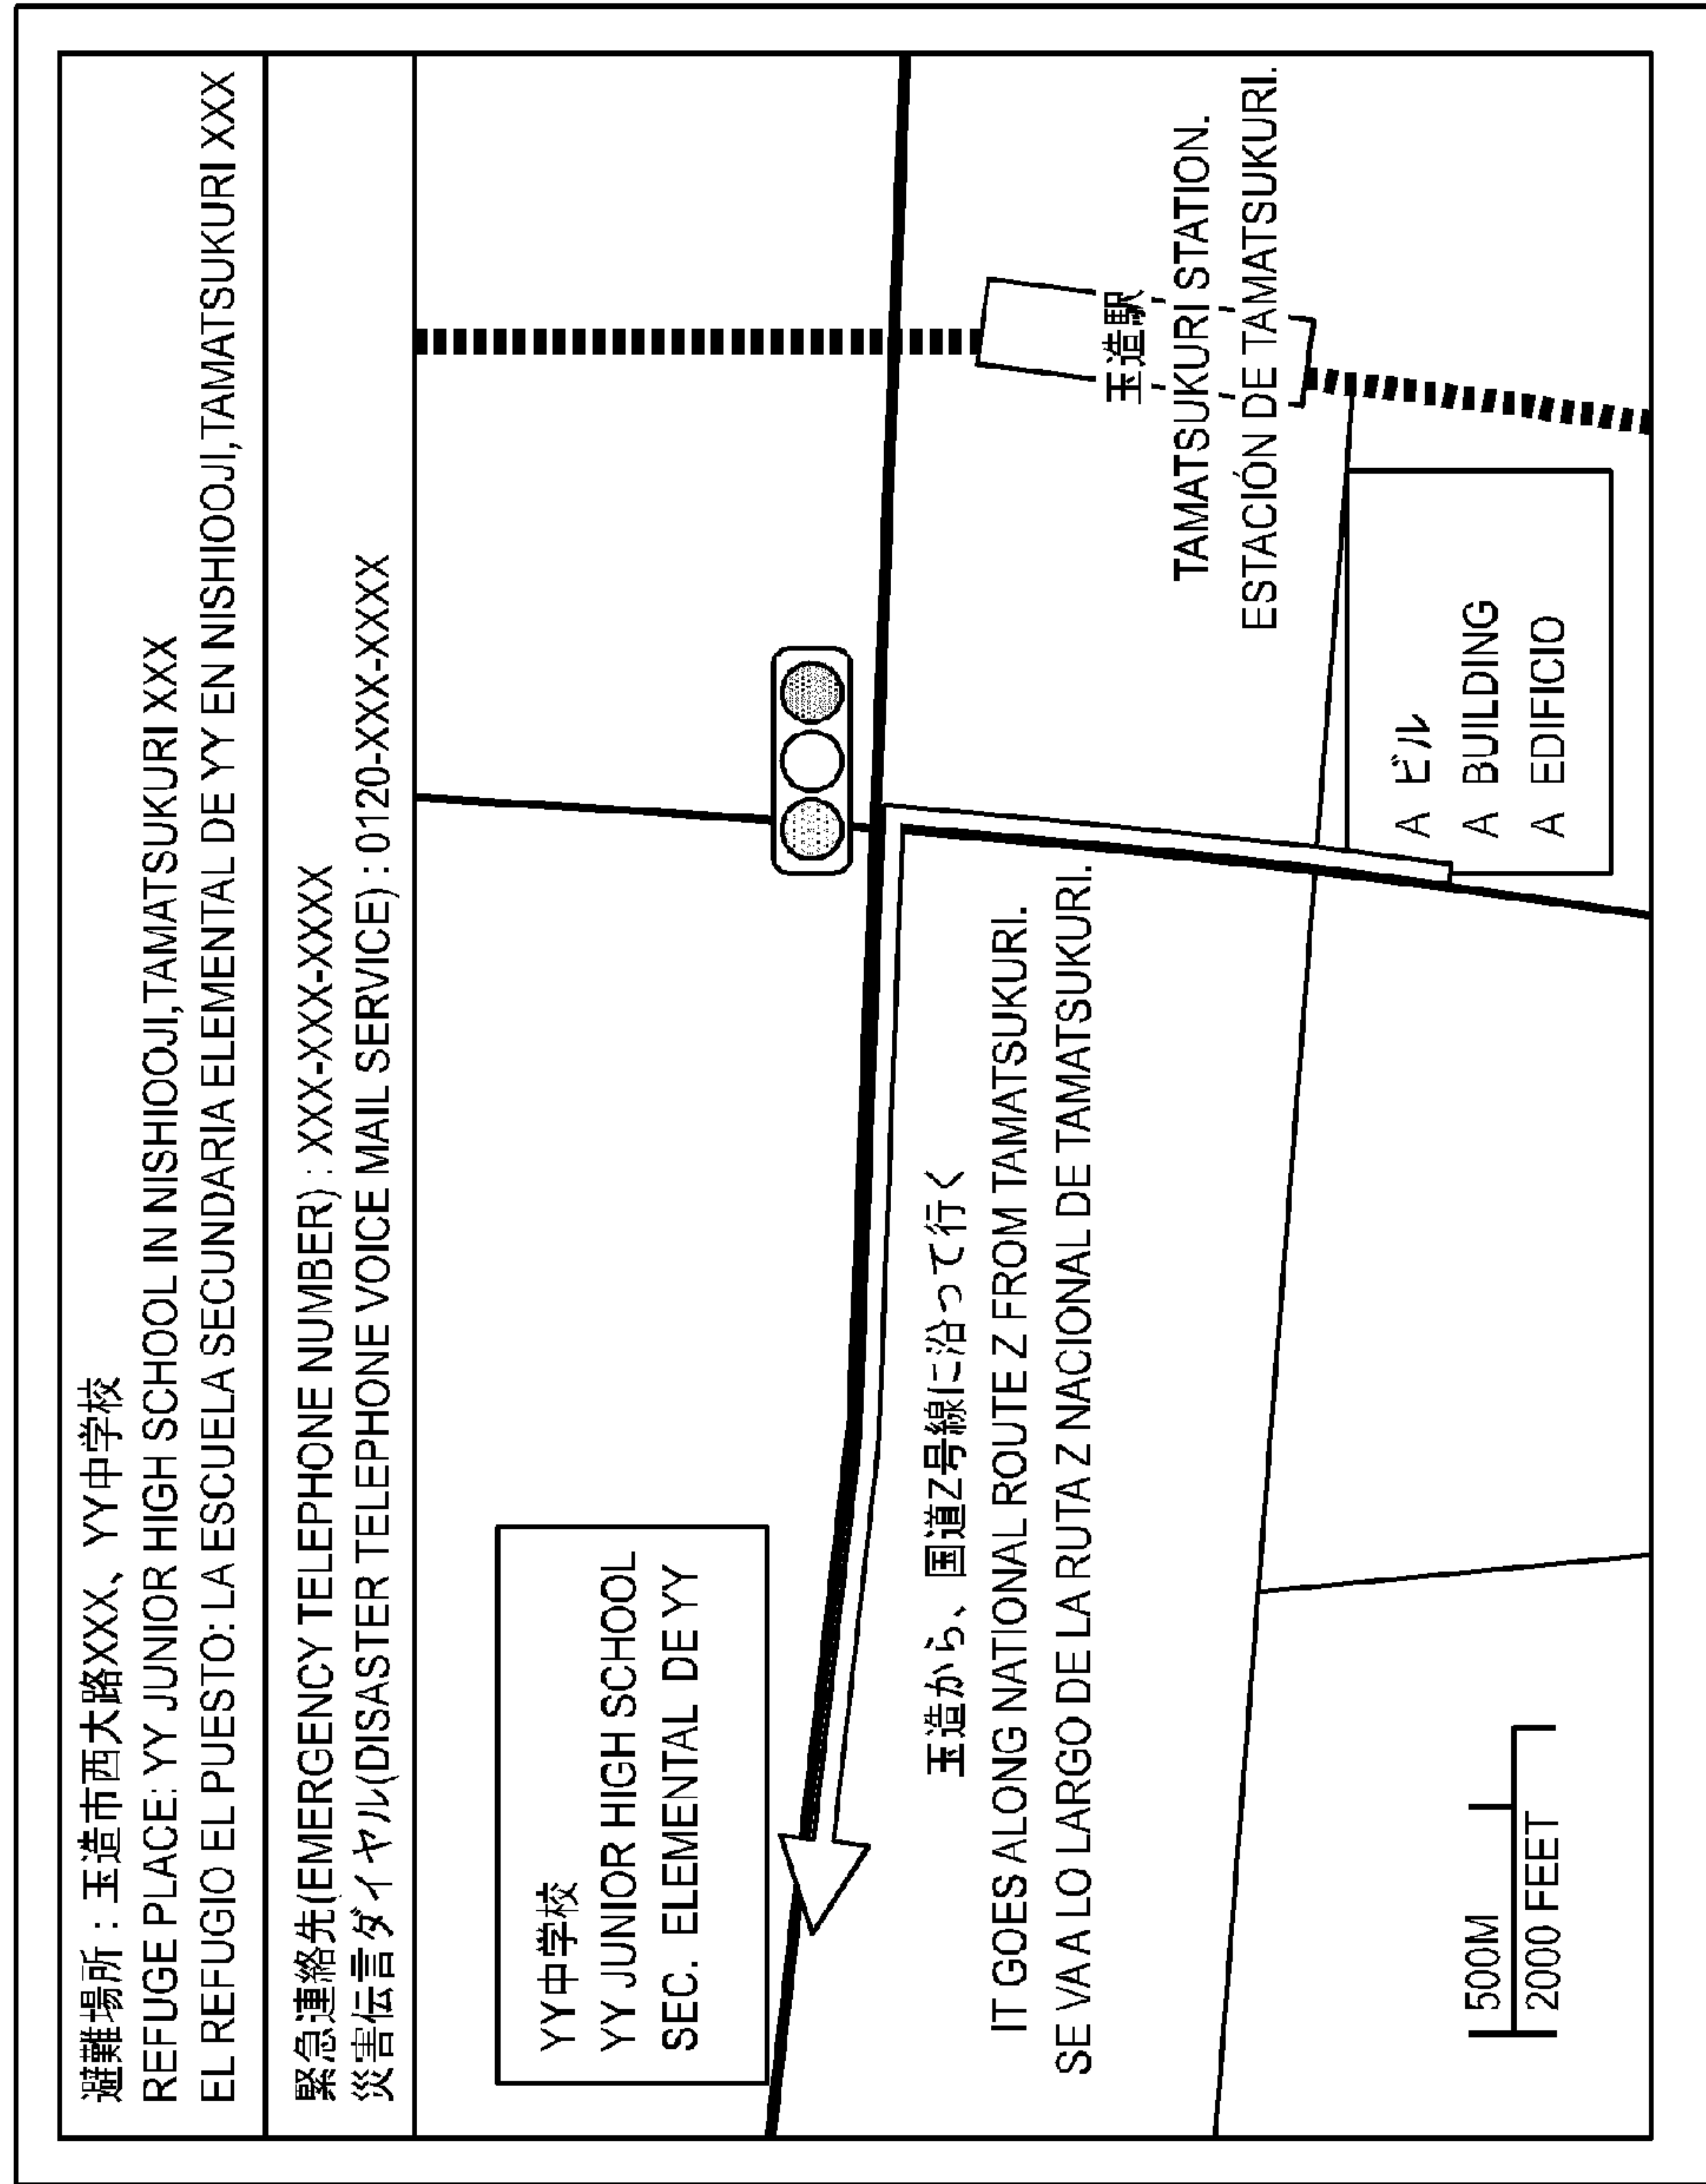 避難場所：玉造市西大路XXX、YY中学校
REFUGE PLACE: YY JUNIOR HIGH SCHOOL IN NISHIOOJI,TAMATSUKURI XXX
EL REFUGIO EL PUESTO: LA ESCUELA SECUNDARIA ELEMENTAL DE YY EN NISHIOOJI,TAMATSUKURI XXX
緊急連絡先(EMERGENCY TELEPHONE NUMBER) : XXX-XXX-XXXX
災害伝言ダイヤル(DISASTER TELEPHONE VOICE MAIL SERVICE) : 0120-XXX-XXXX
YY中学校
YY JUNIOR HIGH SCHOOL
SEC. ELEMENTAL DE YY
玉造から、国道Z号線に沿って行く
IT GOES ALONG NATIONAL ROUTE Z FROM TAMATSUKURI.
SE VA A LO LARGO DE LA RUTA Z NACIONAL DE TAMATSUKURI.
玉造駅
TAMATSUKURI STATION.
ESTACIÓN DE TAMATSUKURI.
A ビル
A BUILDING
A EDIFICIO
500M
2000 FEET